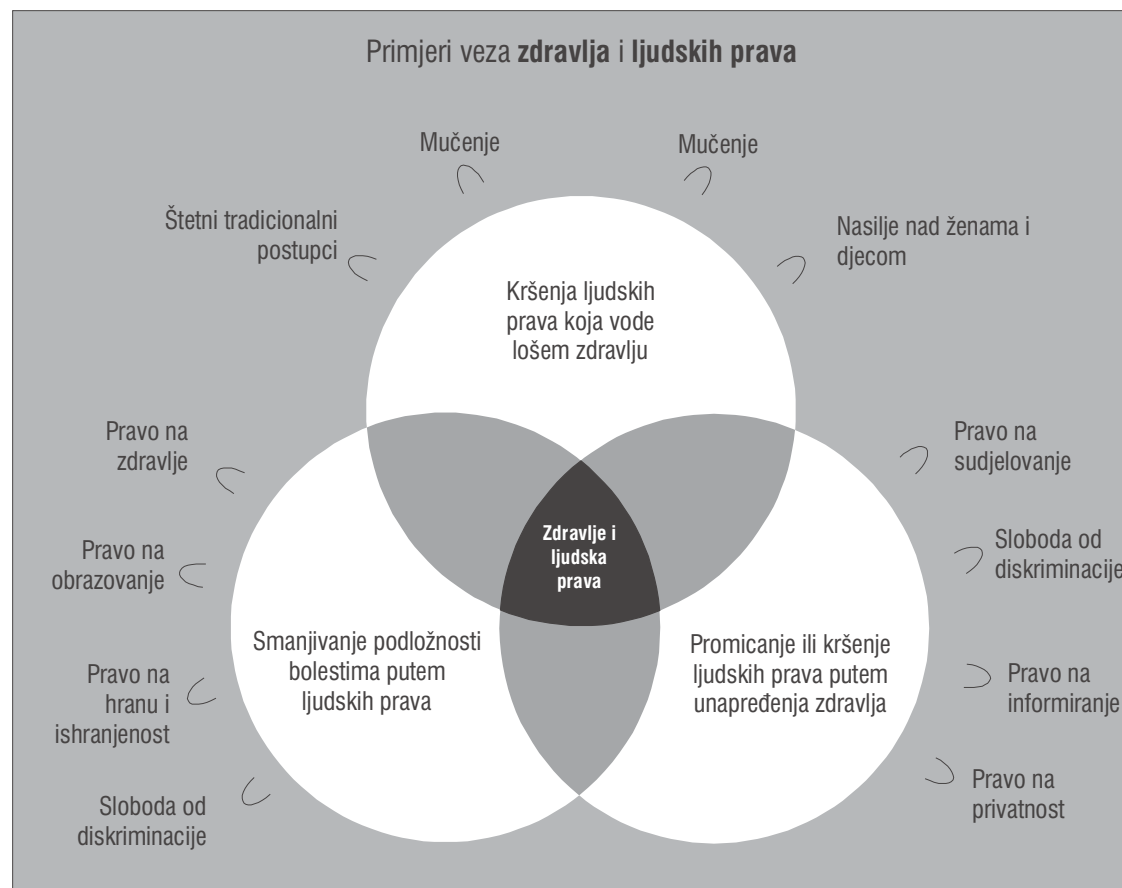 Primjeri veza zdravlja i ljudskih prava
Mučenje
Mučenje
Štetni tradicionalni
postupci
Nasilje nad ženama i
djecom
Kršenja ljudskih
prava koja vode
lošem zdravlju
Pravo na
zdravlje
Pravo na
sudjelovanje
Zdravlje i
ljudska
prava
Pravo na
obrazovanje
Sloboda od
diskriminacije
Smanjivanje podložnosti
bolestima putem
ljudskih prava
Promicanje ili kršenje
ljudskih prava putem
unapređenja zdravlja
Pravo na
hranu i
ishranjenost
Pravo na
informiranje
Sloboda od
diskriminacije
Pravo na
privatnost